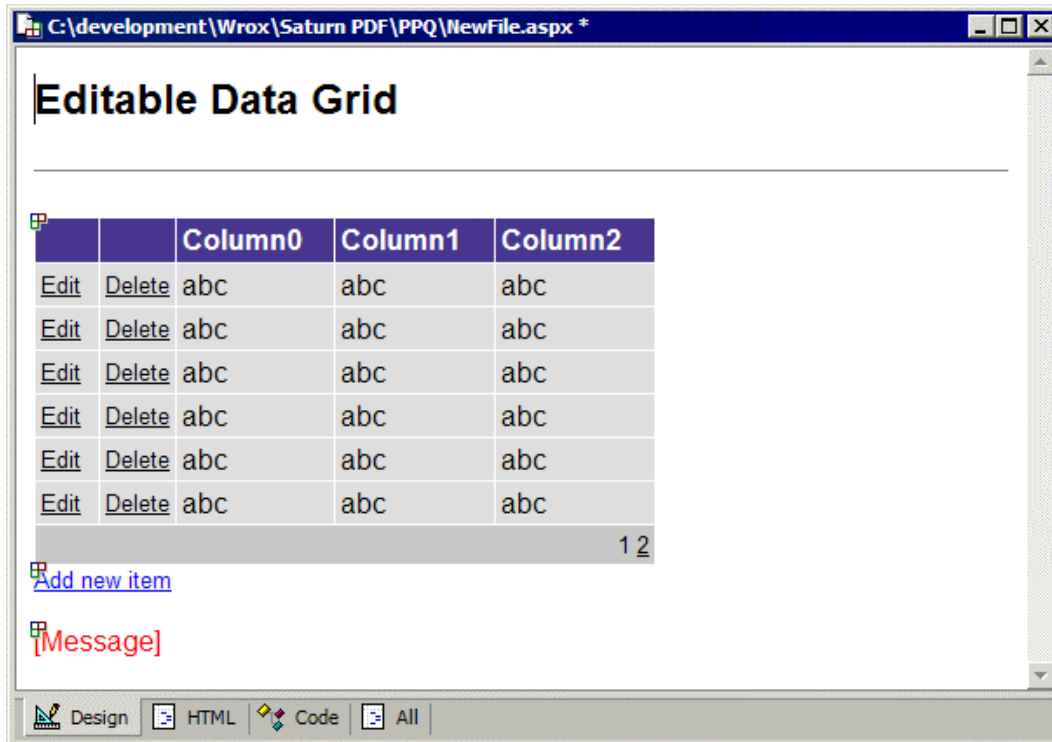 C:\development\Wrox\Saturn PDF\PPQ\NewFile.aspx *
Editable Data Grid
Column0 Column1 Column2
Edit Delete abc abc abc
Edit Delete abc abc abc
Edit Delete abc abc abc
Edit Delete abc abc abc
Edit Delete abc abc abc
Edit Delete abc abc abc
1 2
Add new item
[Message]
Design HTML Code All